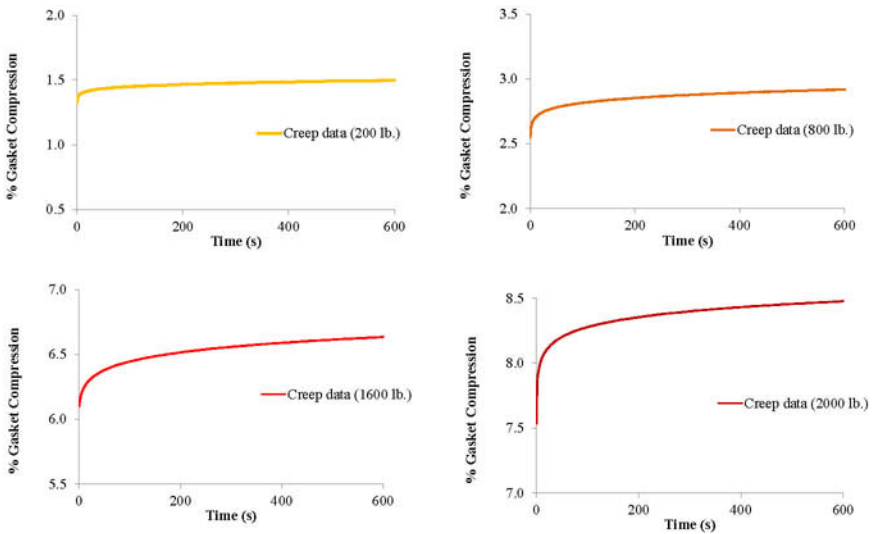 2.0
1.5
1.0
0.5
% Gasket Compression
Creep data (200 lb.)
0
200
400
600
Time (s)
3.5
3.0
2.5
2.0
% Gasket Compression
Creep data (800 lb.)
0
200
400
600
Time (s)
7.0
6.5
6.0
5.5
% Gasket Compression
Creep data (1600 lb.)
0
200
400
600
Time (s)
8.5
8.0
7.5
7.0
% Gasket Compression
Creep data (2000 lb.)
0
200
400
600
Time (s)